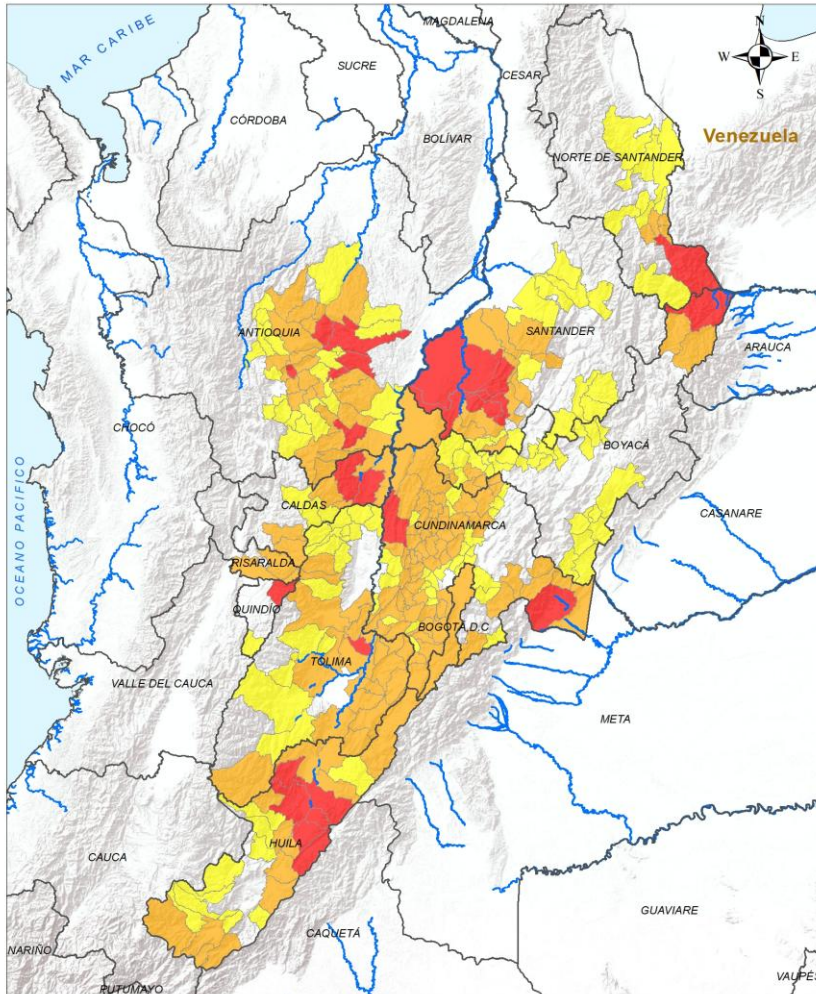 MAGDALENA
MAR CARIBE
N
W
E
S
SUCRE
CESAR
CÓRDOBA
BOLÍVAR
Venezuela
NORTE DE SANTANDER
ANTIOQUIA
SANTANDER
ARAUCA
CHOCÓ
BOYACÁ
OCEANO PACIFICO
CALDAS
CASANARE
CUNDINAMARCA
RISARALDA
QUINDÍO
BOGOTÁ D.C
TOLIMA
VALLE DEL CAUCA
META
HUILA
CAUCA
GUAVIARE
CAQUETÁ
NARIÑO
PUTUMAYO
VAUPÉS